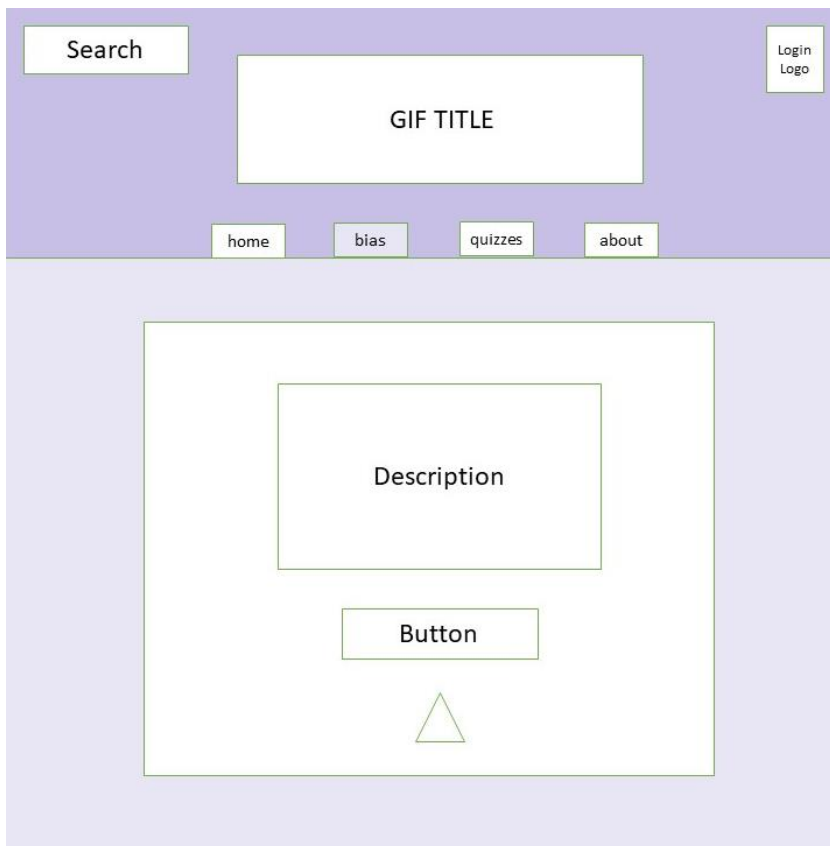 Search
Login
Logo
GIF TITLE
home
bias
quizzes
about
Description
Button